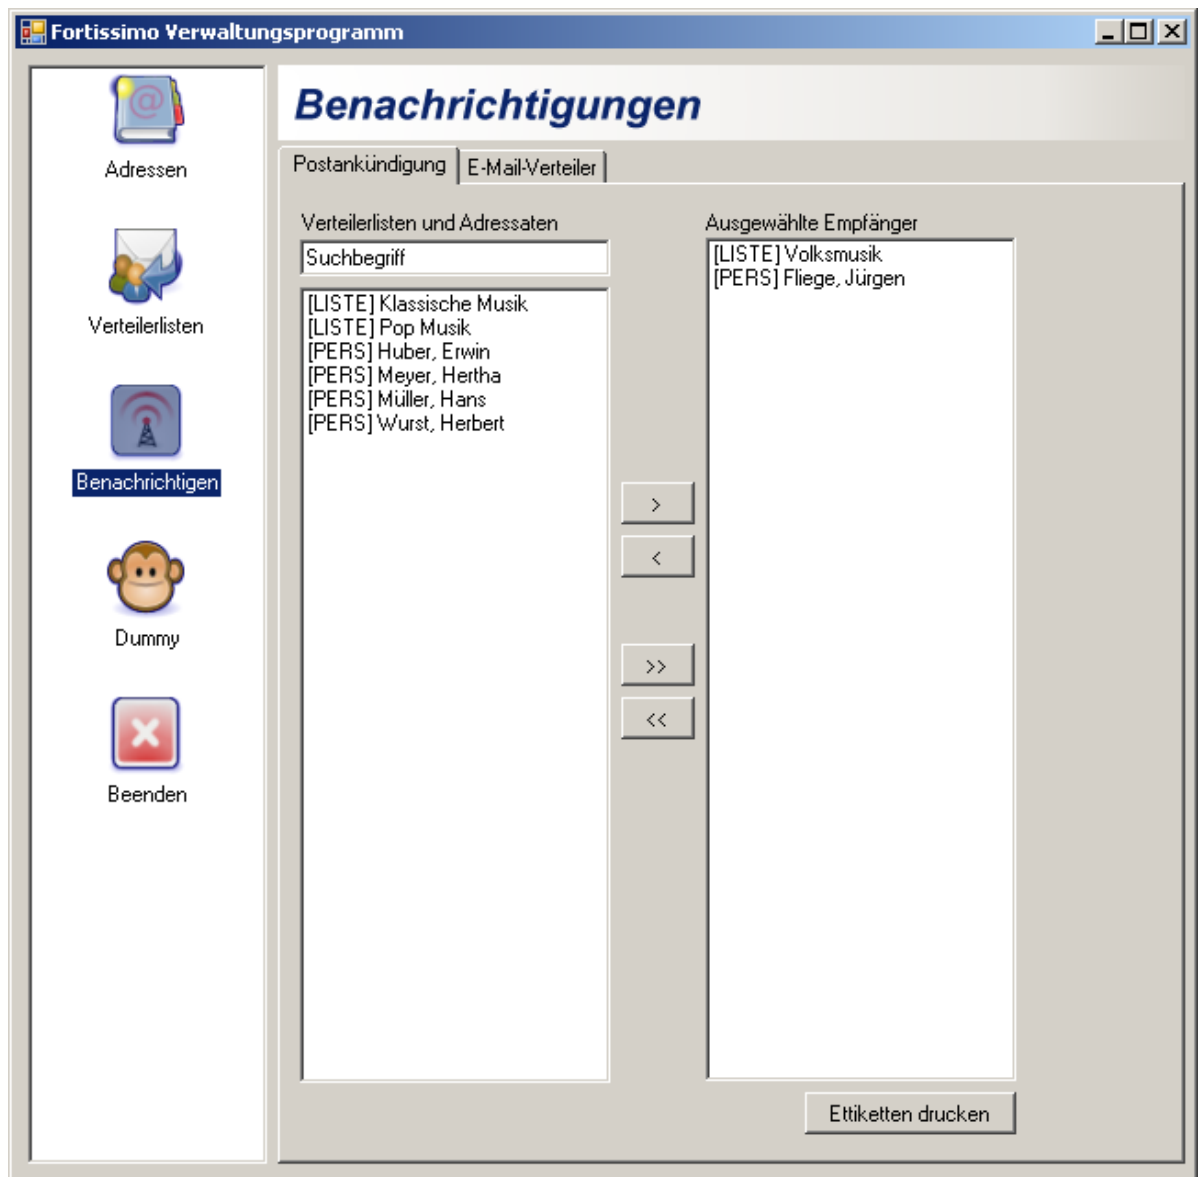 Fortissimo Verwaltungsprogramm
Adressen
Verteilerlisten
Benachrichtigen
Dummy
Beenden
Benachrichtigungen
Postankündigung
E-Mail-Verteiler
Verteilerlisten und Adressaten
Suchbegriff
[LISTE] Klassische Musik
[LISTE] Pop Musik
[PERS] Huber, Erwin
[PERS] Meyer, Hertha
[PERS] Müller, Hans
[PERS] Wurst, Herbert
>
<
>>
<<
Ausgewählte Empfänger
[LISTE] Volksmusik
[PERS] Fliege, Jürgen
Ettiketten drucken